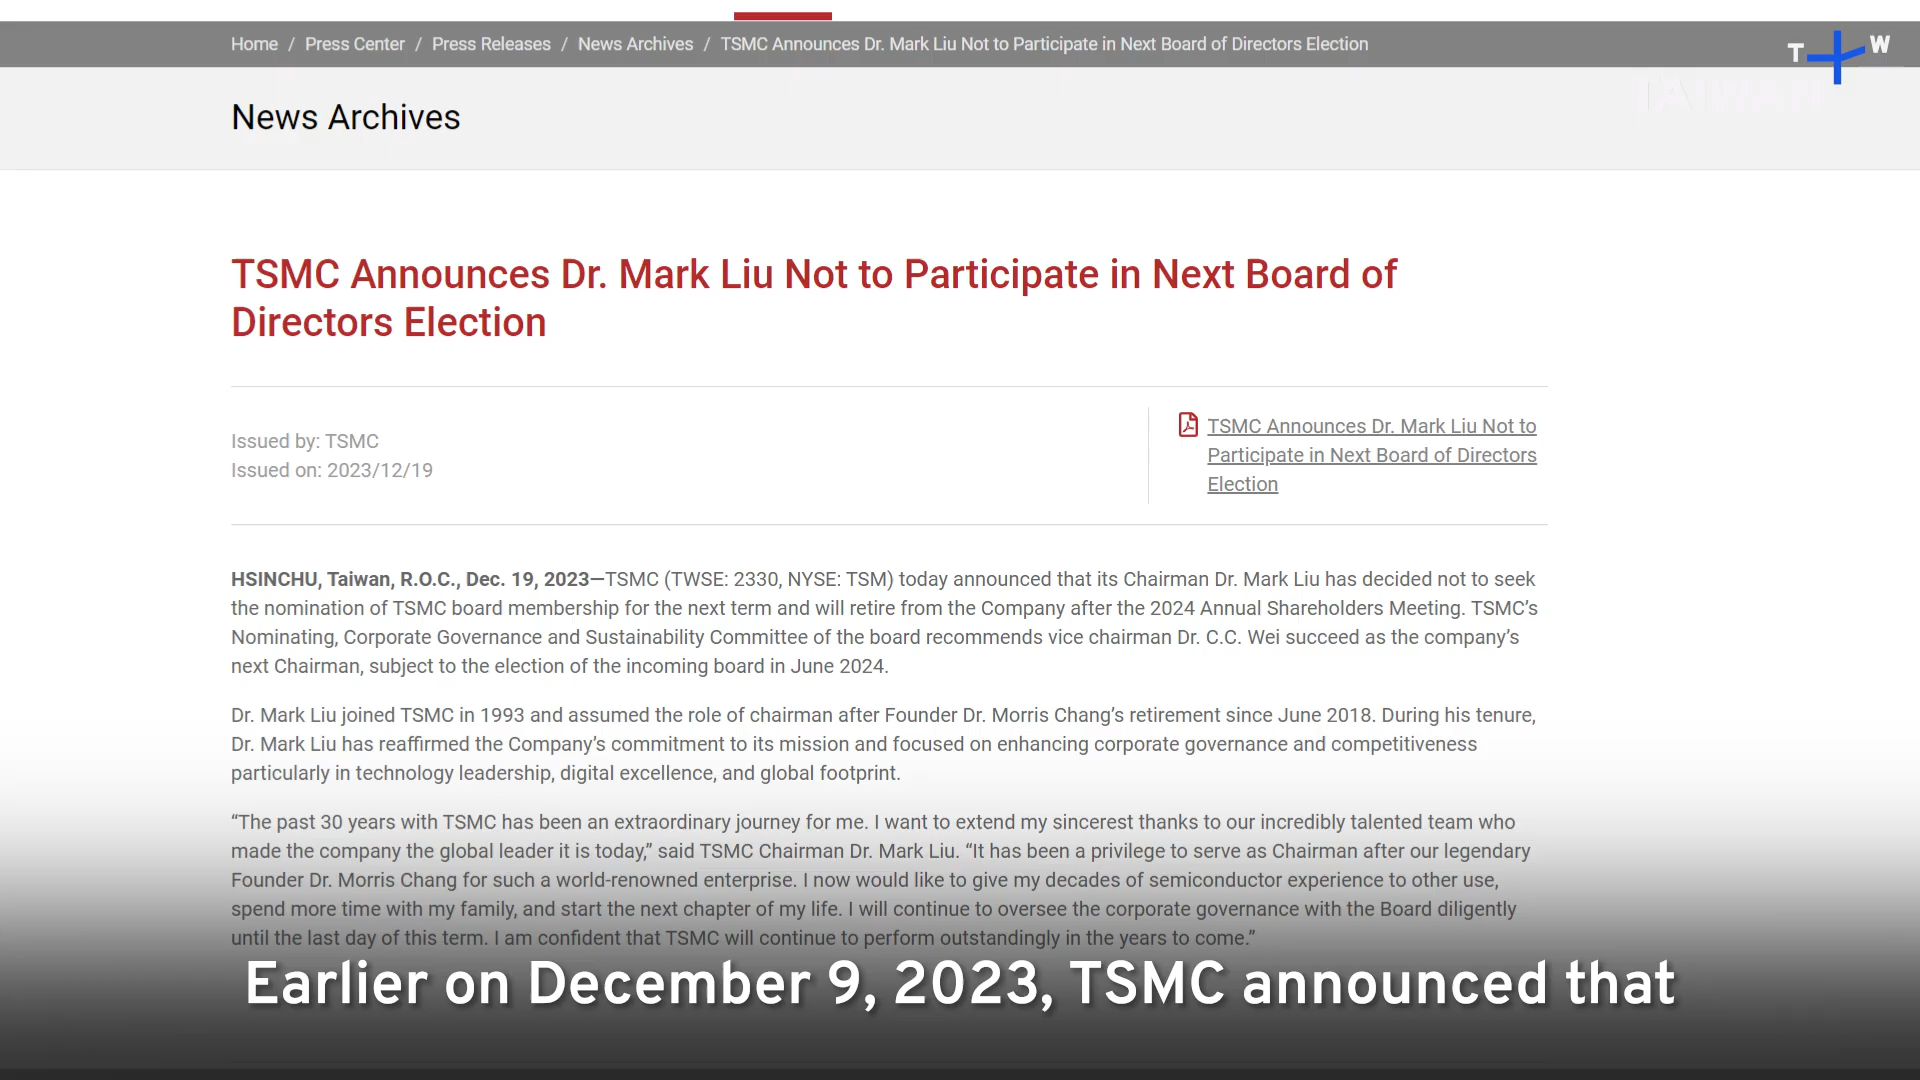 Home / Press Center / Press Releases / News Archives / TSMC Announces Dr. Mark Liu Not to Participate in Next Board of Directors Election
T W
TAIWAN
News Archives
TSMC Announces Dr. Mark Liu Not to Participate in Next Board of
Directors Election
Issued by: TSMC
Issued on: 2023/12/19
TSMC Announces Dr. Mark Liu Not to
Participate in Next Board of Directors
Election
HSINCHU, Taiwan, R.O.C., Dec. 19, 2023—TSMC (TWSE: 2330, NYSE: TSM) today announced that its Chairman Dr. Mark Liu has decided not to seek
the nomination of TSMC board membership for the next term and will retire from the Company after the 2024 Annual Shareholders Meeting. TSMC’s
Nominating, Corporate Governance and Sustainability Committee of the board recommends vice chairman Dr. C.C. Wei succeed as the company’s
next Chairman, subject to the election of the incoming board in June 2024.
Dr. Mark Liu joined TSMC in 1993 and assumed the role of chairman after Founder Dr. Morris Chang’s retirement since June 2018. During his tenure,
Dr. Mark Liu has reaffirmed the Company’s commitment to its mission and focused on enhancing corporate governance and competitiveness
particularly in technology leadership, digital excellence, and global footprint.
“The past 30 years with TSMC has been an extraordinary journey for me. I want to extend my sincerest thanks to our incredibly talented team who
made the company the global leader it is today,” said TSMC Chairman Dr. Mark Liu. “It has been a privilege to serve as Chairman after our legendary
Founder Dr. Morris Chang for such a world-renowned enterprise. I now would like to give my decades of semiconductor experience to other use,
spend more time with my family, and start the next chapter of my life. I will continue to oversee the corporate governance with the Board diligently
until the last day of this term. I am confident that TSMC will continue to perform outstandingly in the years to come.”
Earlier on December 9, 2023, TSMC announced that